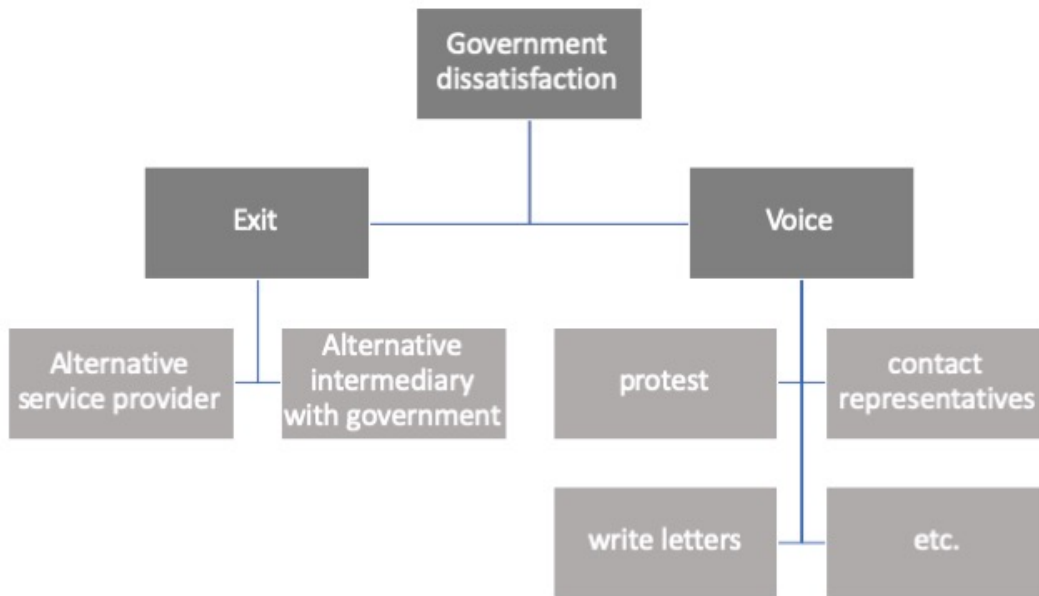 Government
dissatisfaction
Exit
Voice
Alternative
service provider
Alternative
intermediary
with government
protest
contact
representatives
write letters
etc.